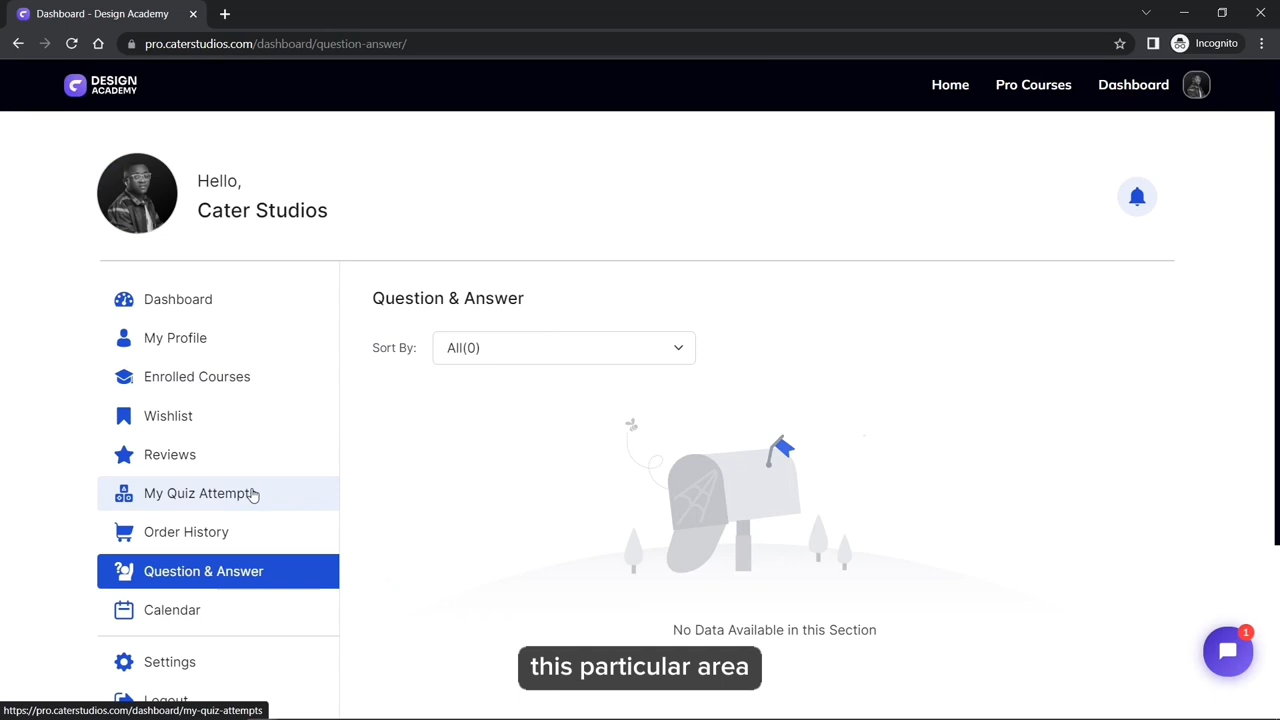 Dashboard - Design Academy
pro.caterstudios.com/dashboard/question-answer/
Incognito
DESIGN
ACADEMY
Home
Pro Courses
Dashboard
Hello,
Cater Studios
Dashboard
My Profile
Enrolled Courses
Wishlist
Reviews
My Quiz Attempts
Order History
Question & Answer
Calendar
Settings
Logout
Question & Answer
Sort By:
All(0)
No Data Available in this Section
this particular area
1
https://pro.caterstudios.com/dashboard/my-quiz-attempts